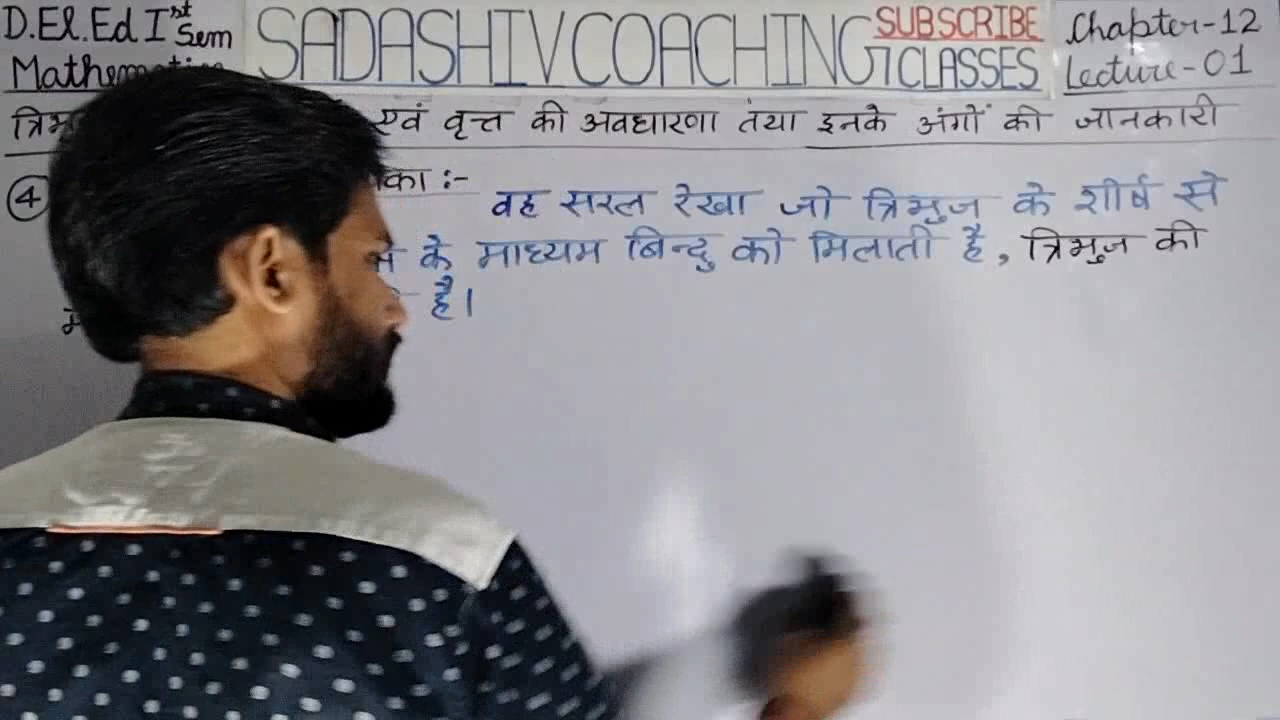 D.El.Ed Ist Sem
Mathem
SADASHIV COACHING CLASSES
SUBSCRIBE
Chapter-12
Lecture-01
एवं वृत्त की अवधारणा तथा इनके अंगों की जानकारी
④ का :-
वह सरल रेखा जो त्रिभुज के शीर्ष से
के माध्यम बिन्दु को मिलाती है, त्रिभुज की
है।